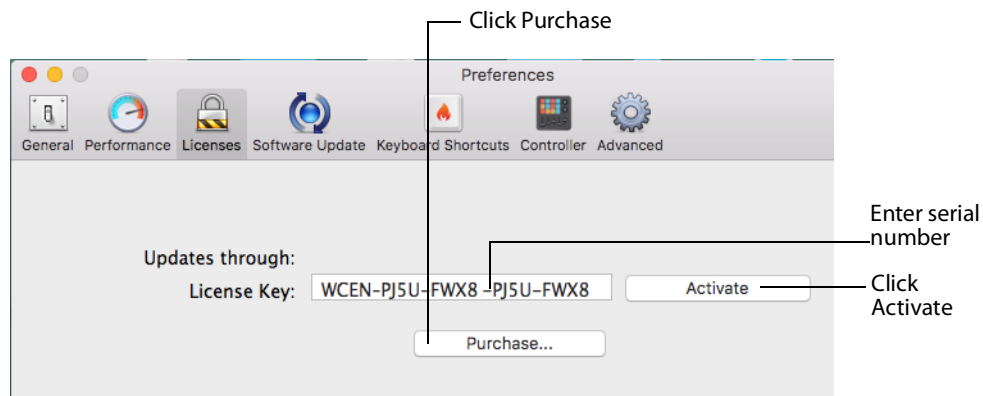 Click Purchase
Preferences
General Performance Licenses Software Update Keyboard Shortcuts Controller Advanced
Enter serial
number
Updates through:
License Key: WCEN-PJ5U-FWX8 -PJ5U-FWX8 Activate
Click
Activate
Purchase...